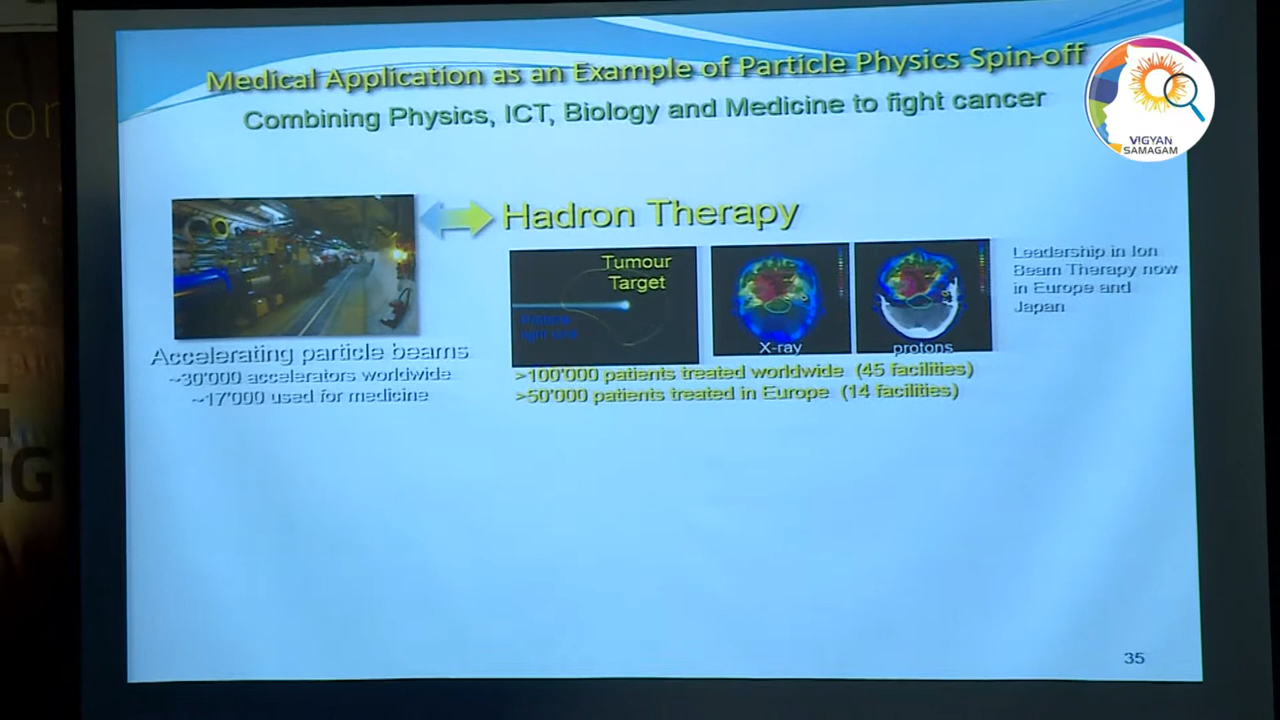 Medical Application as an Example of Particle Physics Spin-off
Combining Physics, ICT, Biology and Medicine to fight cancer
VIGYAN
SAMAGAM
Hadron Therapy
Tumour
Target
X-ray
protons
Leadership in Ion
Beam Therapy now
in Europe and
Japan
Accelerating particle beams
~30'000 accelerators worldwide
~17'000 used for medicine
>100'000 patients treated worldwide (45 facilities)
>50'000 patients treated in Europe (14 facilities)
35